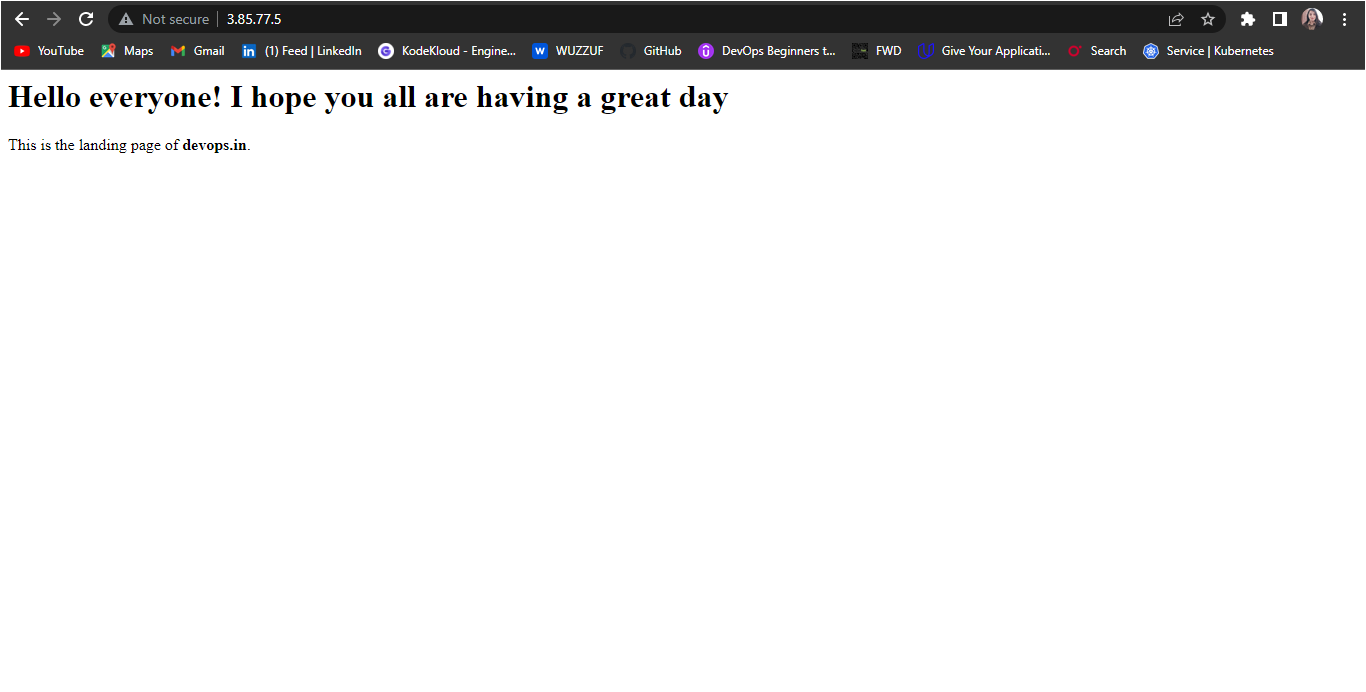 Not secure 3.85.77.5
YouTube Maps Gmail (1) Feed | LinkedIn KodeKloud - Engine... WUZZUF GitHub DevOps Beginners t... FWD Give Your Applicati... Search Service | Kubernetes
Hello everyone! I hope you all are having a great day
This is the landing page of devops.in.